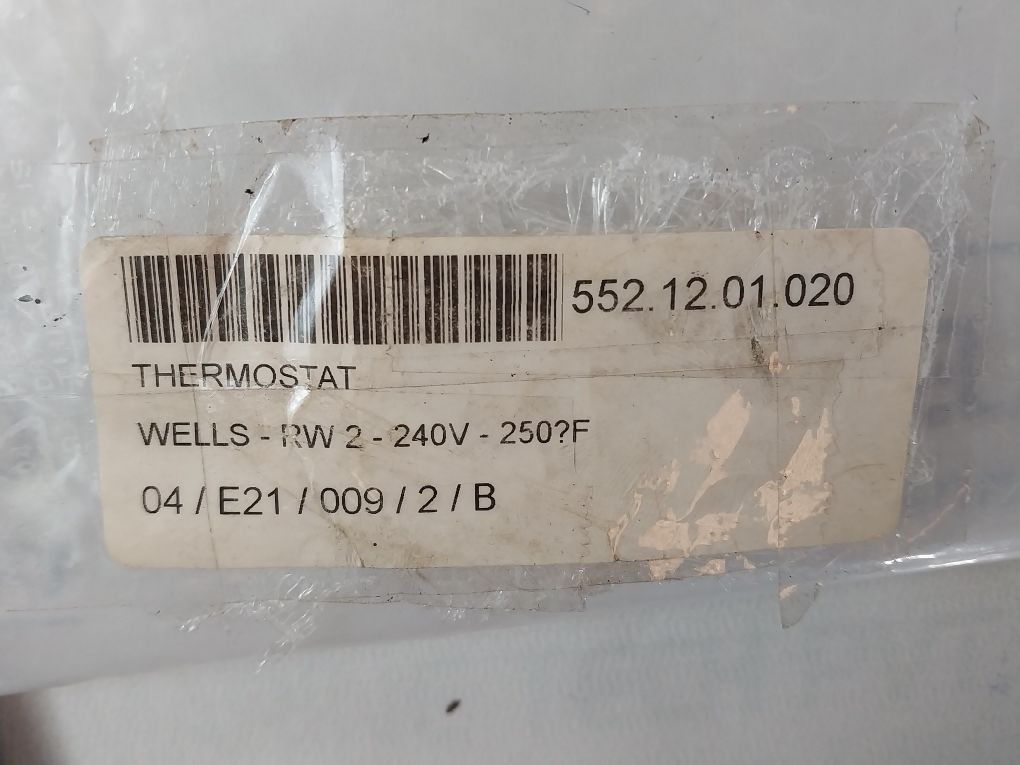 552.12.01.020
THERMOSTAT
WELLS - RW 2 - 240V - 250?F
04 / E21 / 009 / 2 / B